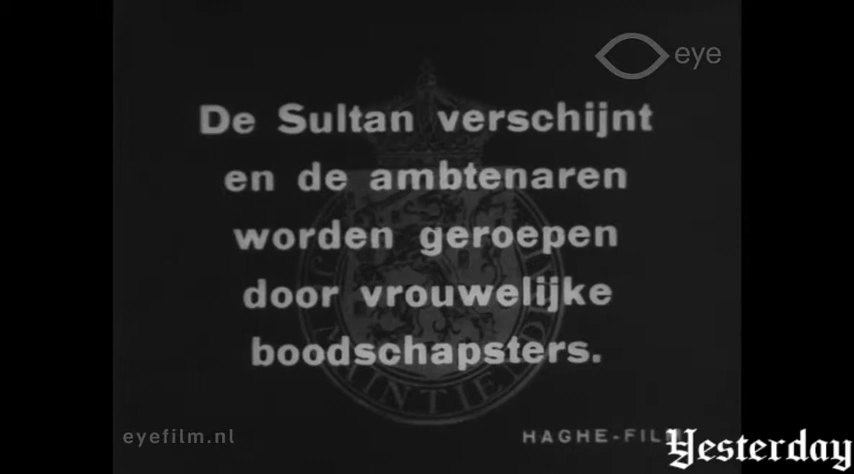 eye
De Sultan verschijnt
en de ambtenaren
worden geroepen
door vrouwelijke
boodschapsters.
eyefilm.nl
HAGHE-FILM
Yesterday